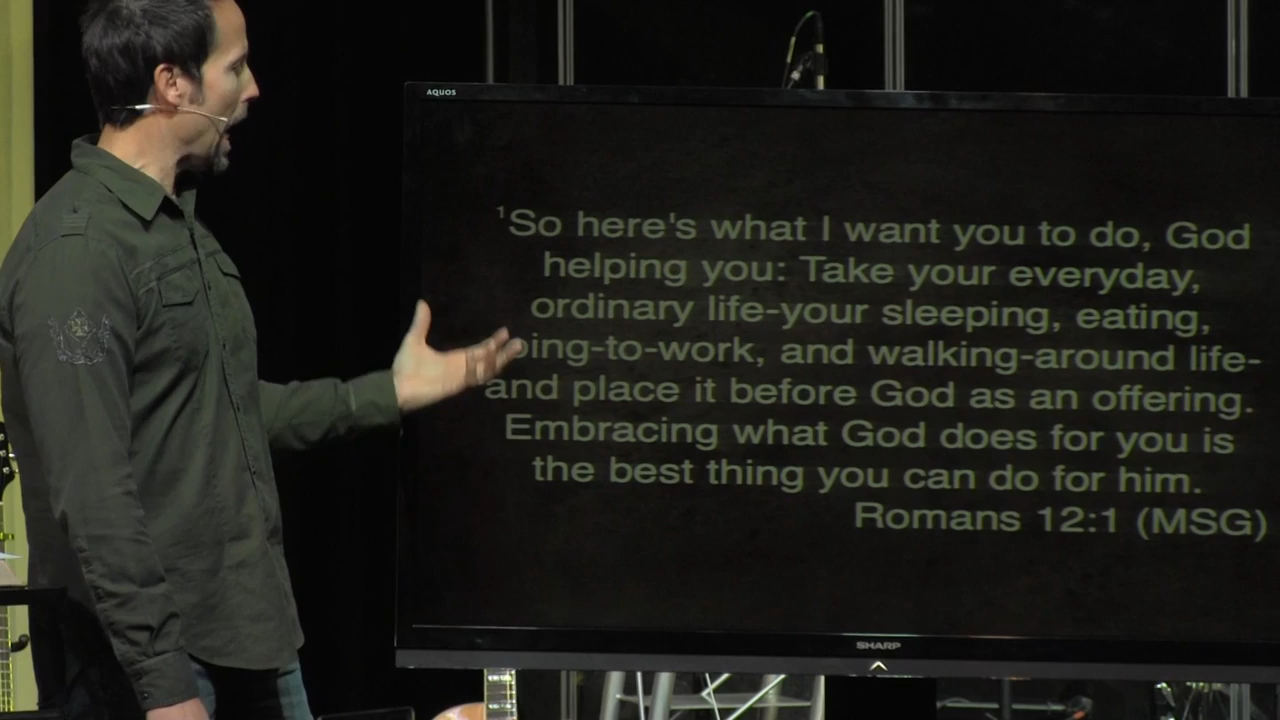 AQUOS
¹So here's what I want you to do, God
helping you: Take your everyday,
ordinary life-your sleeping, eating,
oing-to-work, and walking-around life-
and place it before God as an offering.
Embracing what God does for you is
the best thing you can do for him.
Romans 12:1 (MSG)
SHARP